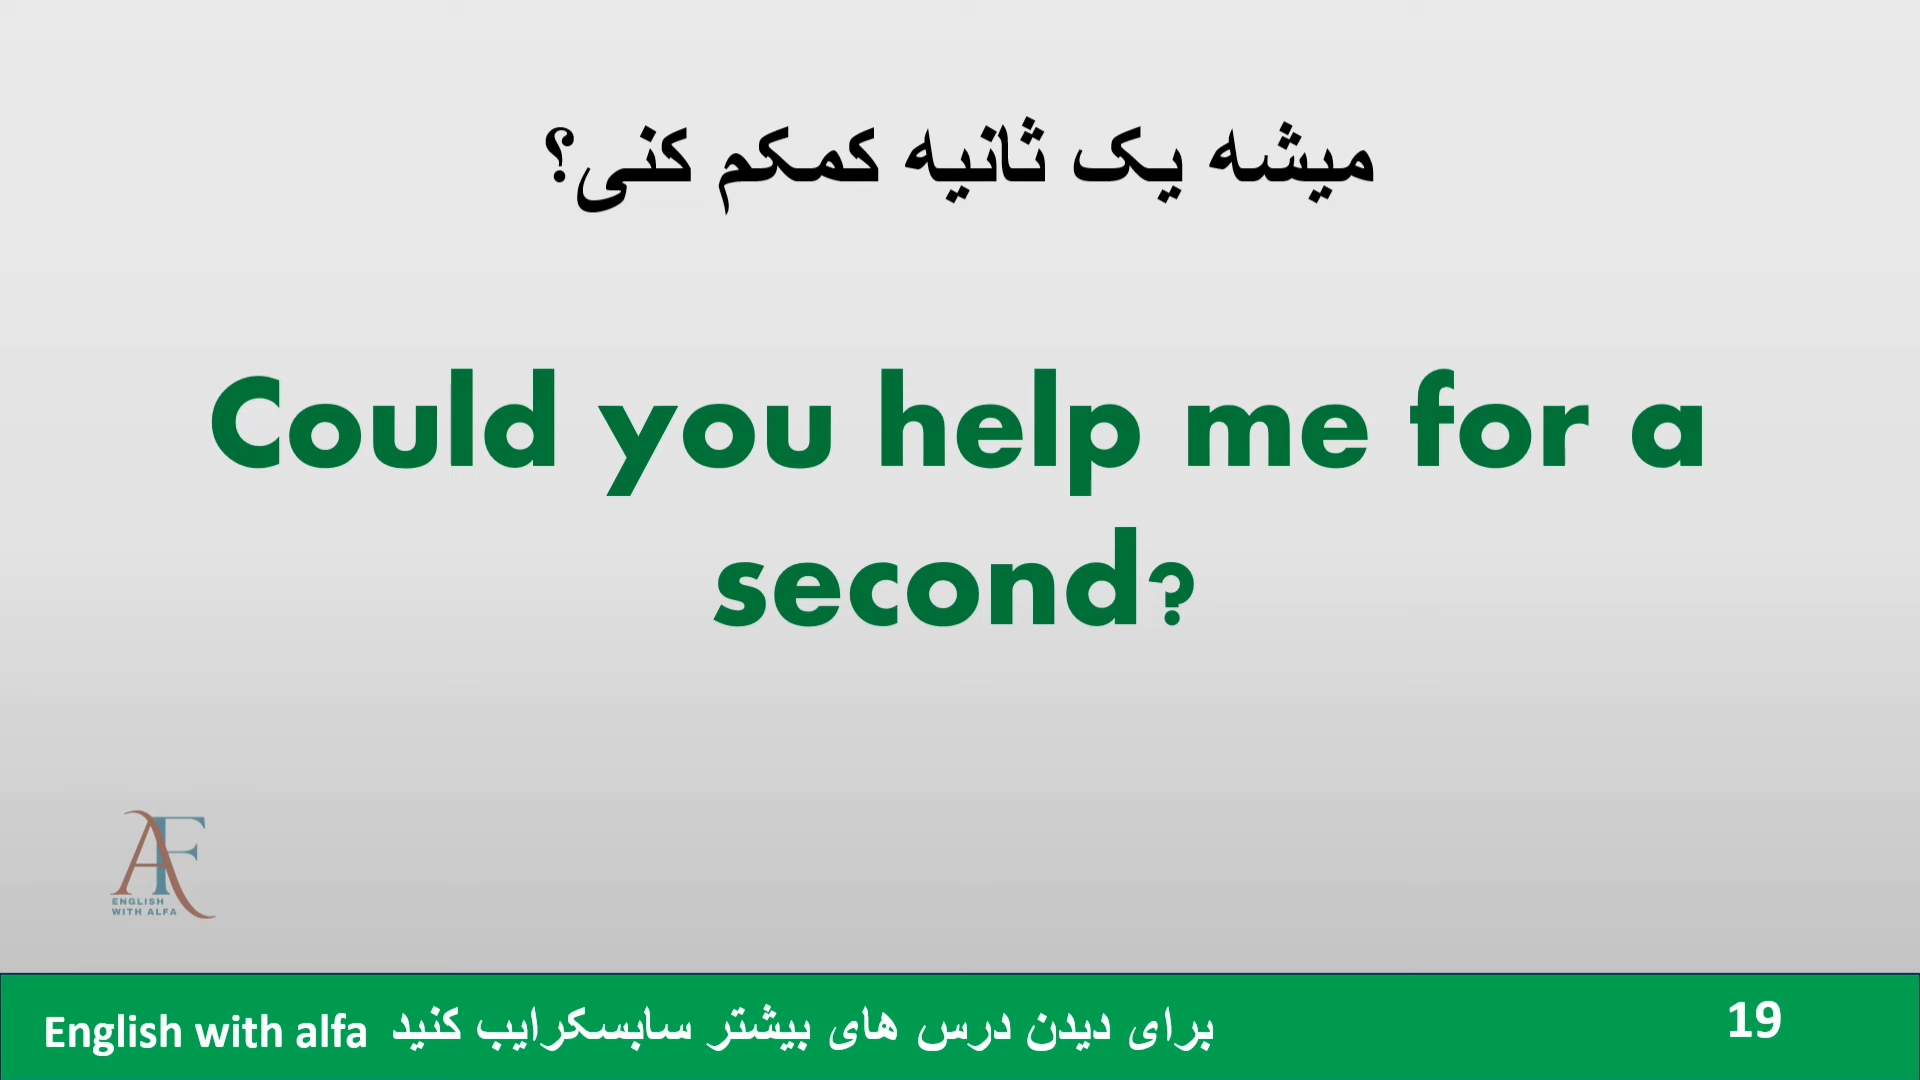 میشه یک ثانیه کمکم کنی؟
Could you help me for a
second?
AF
ENGLISH
WITH ALFA
English with alfa برای دیدن درس های بیشتر سابسکرایب کنید
19